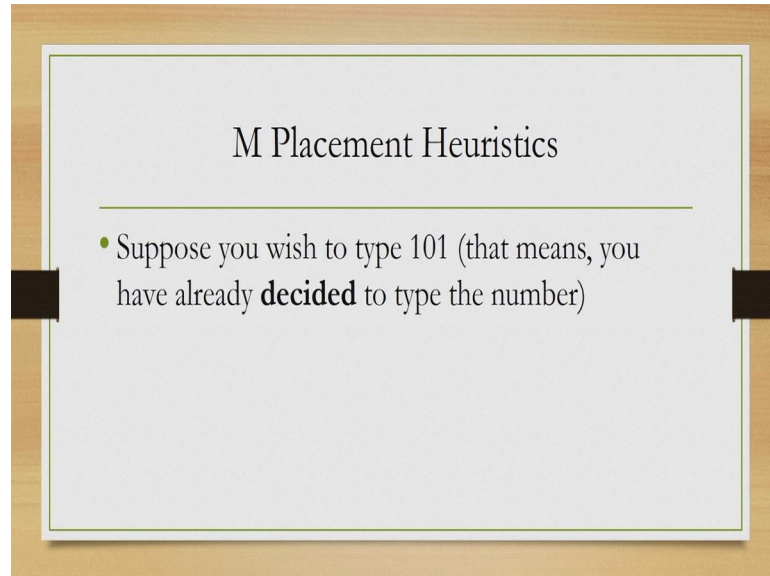 M Placement Heuristics
• Suppose you wish to type 101 (that means, you
have already decided to type the number)